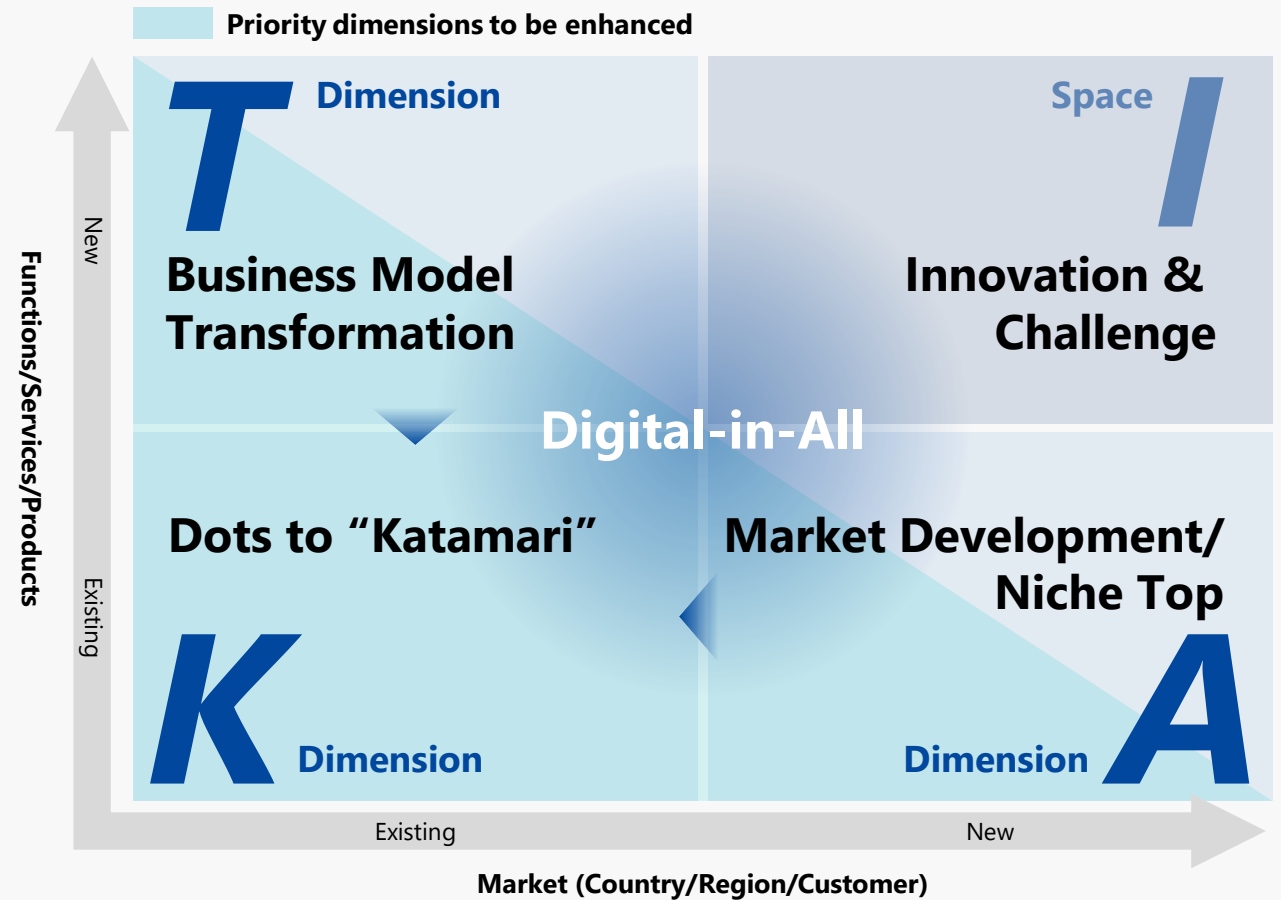 Priority dimensions to be enhanced
T Dimension
Space I
Business Model
Transformation
Innovation &
Challenge
Digital-in-All
Dots to “Katamari”
Market Development/
Niche Top
K Dimension
Dimension A
Functions/Services/Products
New
Existing
Existing
New
Market (Country/Region/Customer)